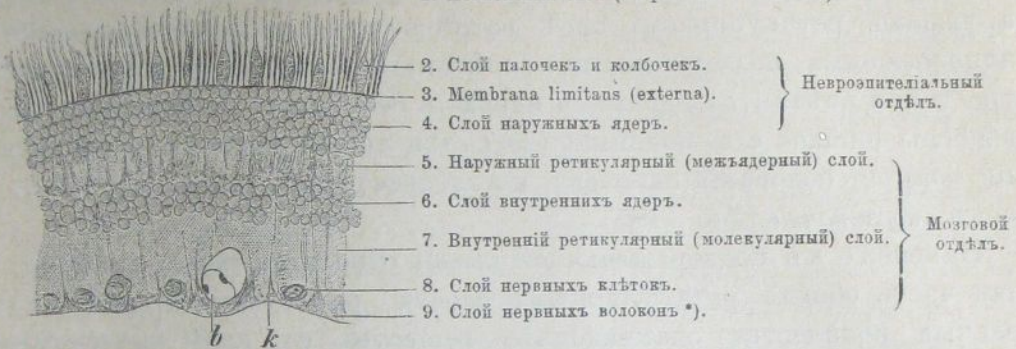 2. Слой палочекъ и колбочекъ.
3. Membrana limitans (externa).
4. Слой наружныхъ ядеръ.
Невроэпителіальный
отдѣлъ.
5. Наружный ретикулярный (межъядерный) слой.
6. Слой внутреннихъ ядеръ.
7. Внутренній ретикулярный (молекулярный) слой.
8. Слой нервныхъ клѣтокъ.
9. Слой нервныхъ волоконъ *).
Мозговой
отдѣлъ.
b k